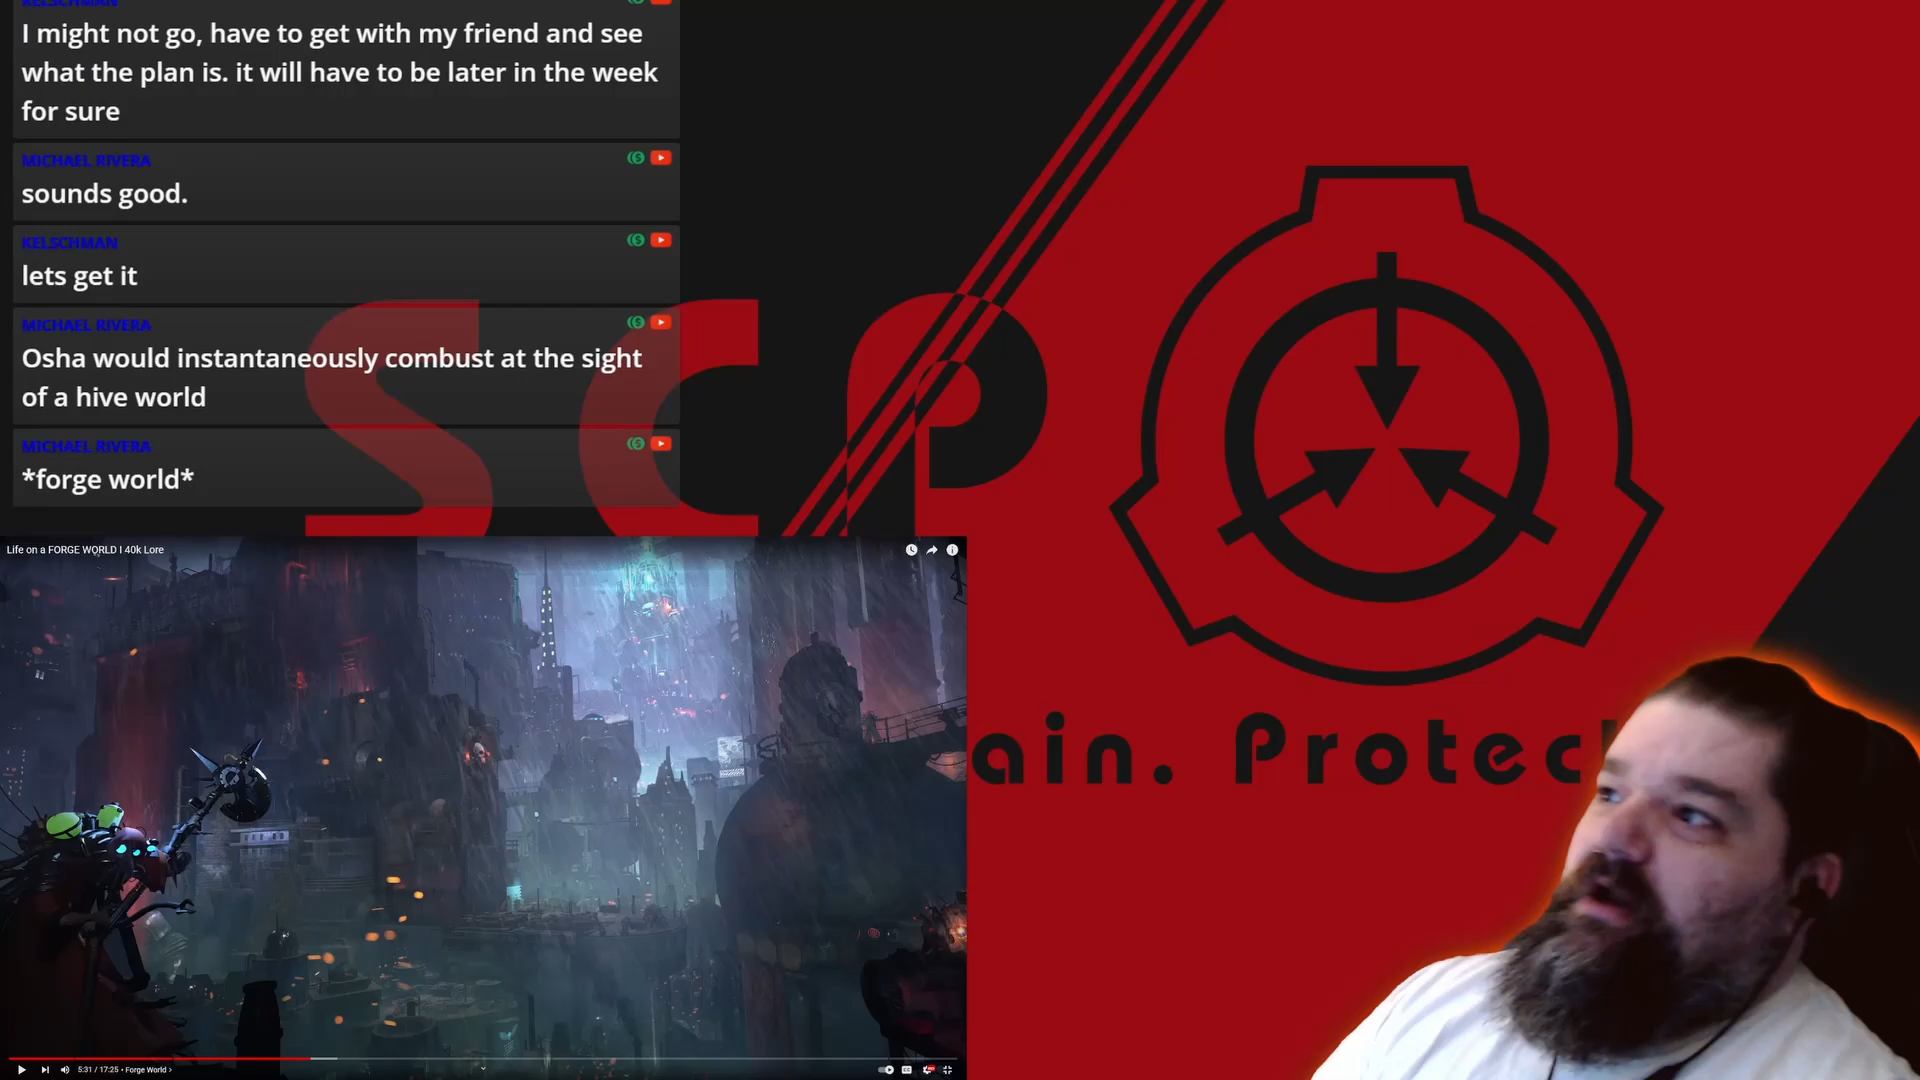 KELSCHMAN
I might not go, have to get with my friend and see
what the plan is. it will have to be later in the week
for sure
MICHAEL RIVERA
sounds good.
KELSCHMAN
lets get it
MICHAEL RIVERA
Osha would instantaneously combust at the sight
of a hive world
MICHAEL RIVERA
*forge world*
SCP
ain. Protec
Life on a FORGE WORLD I 40k Lore
5:31 / 17:25 • Forge World >